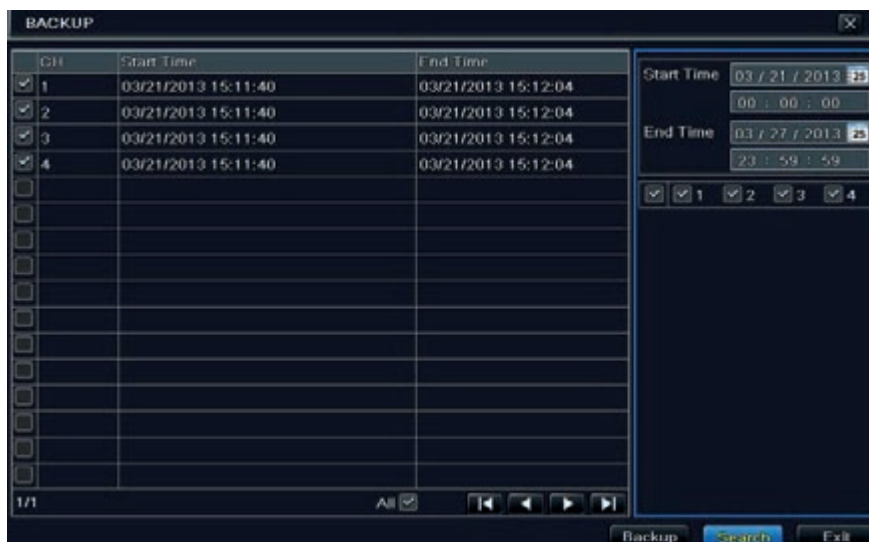 BACKUP
CH Start Time End Time
1 03/21/2013 15:11:40 03/21/2013 15:12:04
2 03/21/2013 15:11:40 03/21/2013 15:12:04
3 03/21/2013 15:11:40 03/21/2013 15:12:04
4 03/21/2013 15:11:40 03/21/2013 15:12:04
1/1 All
Start Time 03 / 21 / 2013 25
00 : 00 : 00
End Time 03 / 27 / 2013 25
23 : 59 : 59
1 2 3 4
Backup Search Exit